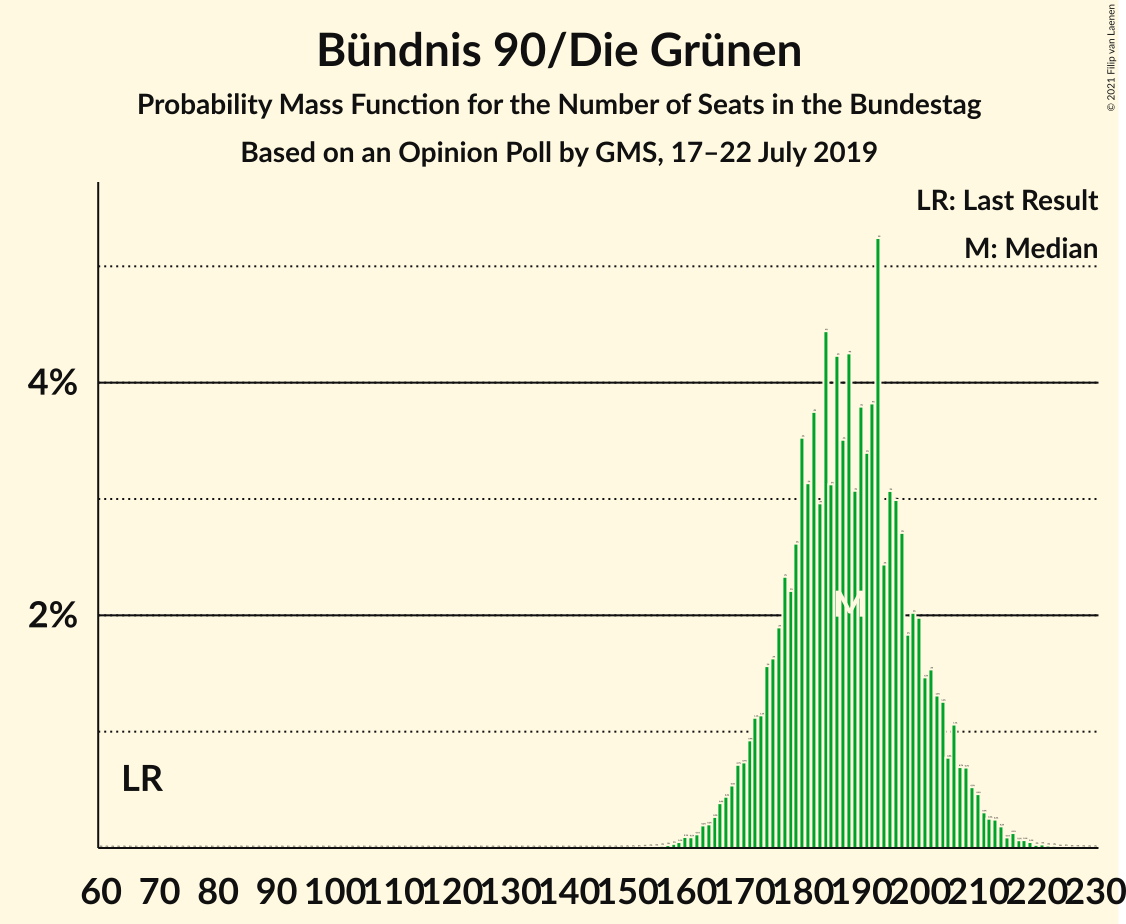 Bündnis 90/Die Grünen
Probability Mass Function for the Number of Seats in the Bundestag
Based on an Opinion Poll by GMS, 17–22 July 2019
© 2021 Filip van Laenen
LR: Last Result
M: Median
4%
2%
M
LR
60 70 80 90 100 110 120 130 140 150 160 170 180 190 200 210 220 230